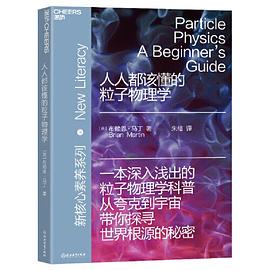 CHEERS
湛庐
Particle
Physics
A Beginner's
Guide
人人都该懂的
粒子物理学
[英] 布赖恩·马丁 著
Brian Martin
朱桔 译
新核心素养系列 · New Literacy
一本深入浅出的
粒子物理学科普
从夸克到宇宙
带你探寻
世界根源的秘密
人人都该懂的粒子物理学